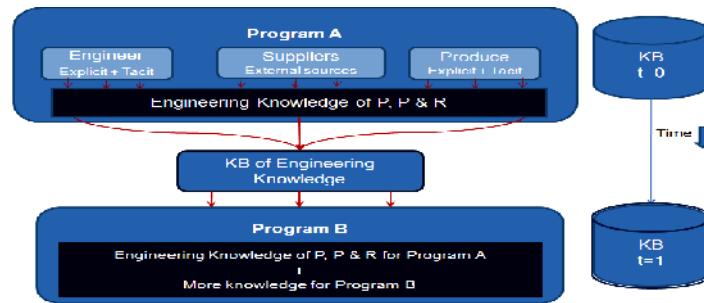 Program A
Engineer
Explicit + Tacit
Suppliers
External sources
Produce
Explicit + Tacit
Engineering Knowledge of P, P & R
KB
t=0
Time
KB of Engineering
Knowledge
Program B
Engineering Knowledge of P, P & R for Program A
+
More knowledge for Program B
KB
t=1